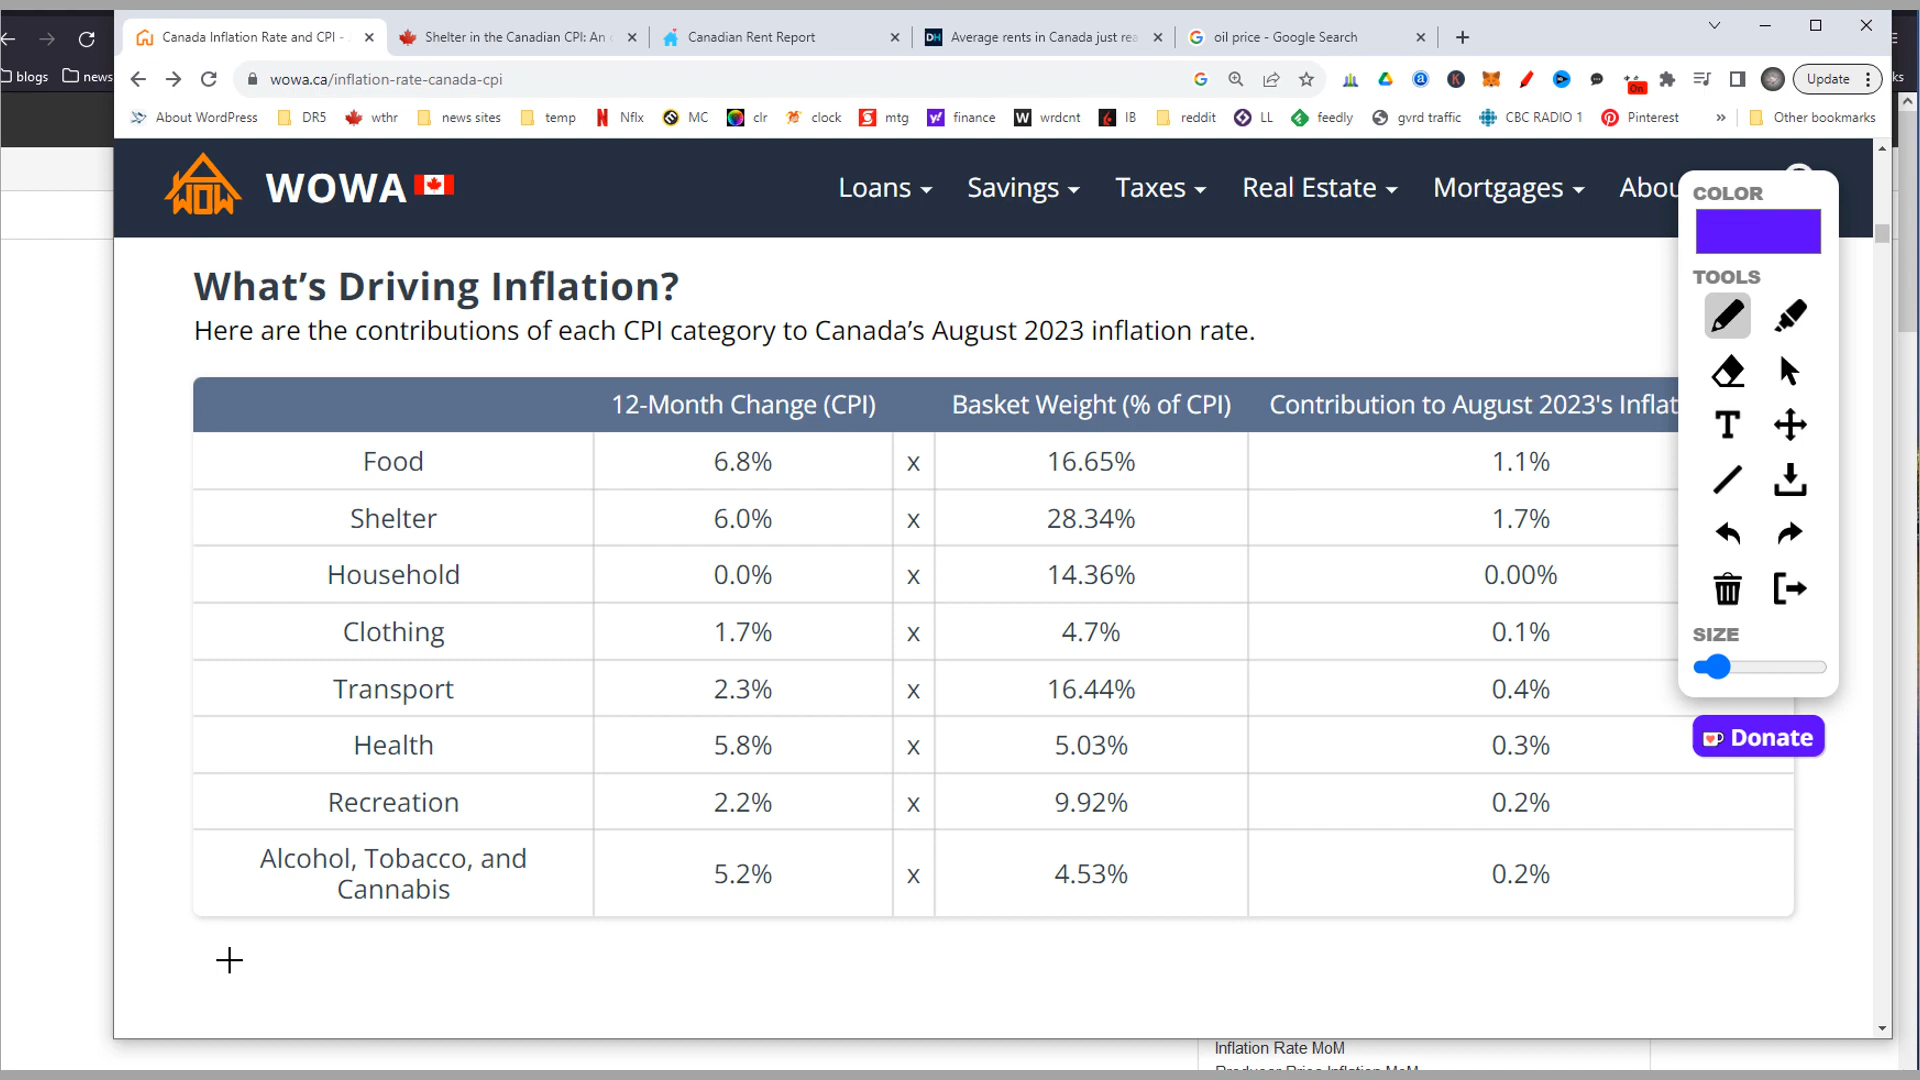 Canada Inflation Rate and CPI -
Shelter in the Canadian CPI: An
Canadian Rent Report
Average rents in Canada just rea
oil price - Google Search
wowa.ca/inflation-rate-canada-cpi
Update
blogs
news
About WordPress
DR5
wthr
news sites
temp
Nflx
MC
clr
clock
mtg
finance
wrdcnt
IB
reddit
LL
feedly
gvrd traffic
CBC RADIO 1
Pinterest
»
Other bookmarks
WOW
WOWA
Loans
Savings
Taxes
Real Estate
Mortgages
Abou
COLOR
TOOLS
SIZE
Donate
On
What's Driving Inflation?
Here are the contributions of each CPI category to Canada's August 2023 inflation rate.
12-Month Change (CPI) Basket Weight (% of CPI) Contribution to August 2023's Inflat
Food 6.8% x 16.65% 1.1%
Shelter 6.0% x 28.34% 1.7%
Household 0.0% x 14.36% 0.00%
Clothing 1.7% x 4.7% 0.1%
Transport 2.3% x 16.44% 0.4%
Health 5.8% x 5.03% 0.3%
Recreation 2.2% x 9.92% 0.2%
Alcohol, Tobacco, and
Cannabis 5.2% x 4.53% 0.2%
Inflation Rate MoM
Producer Price Inflation MoM